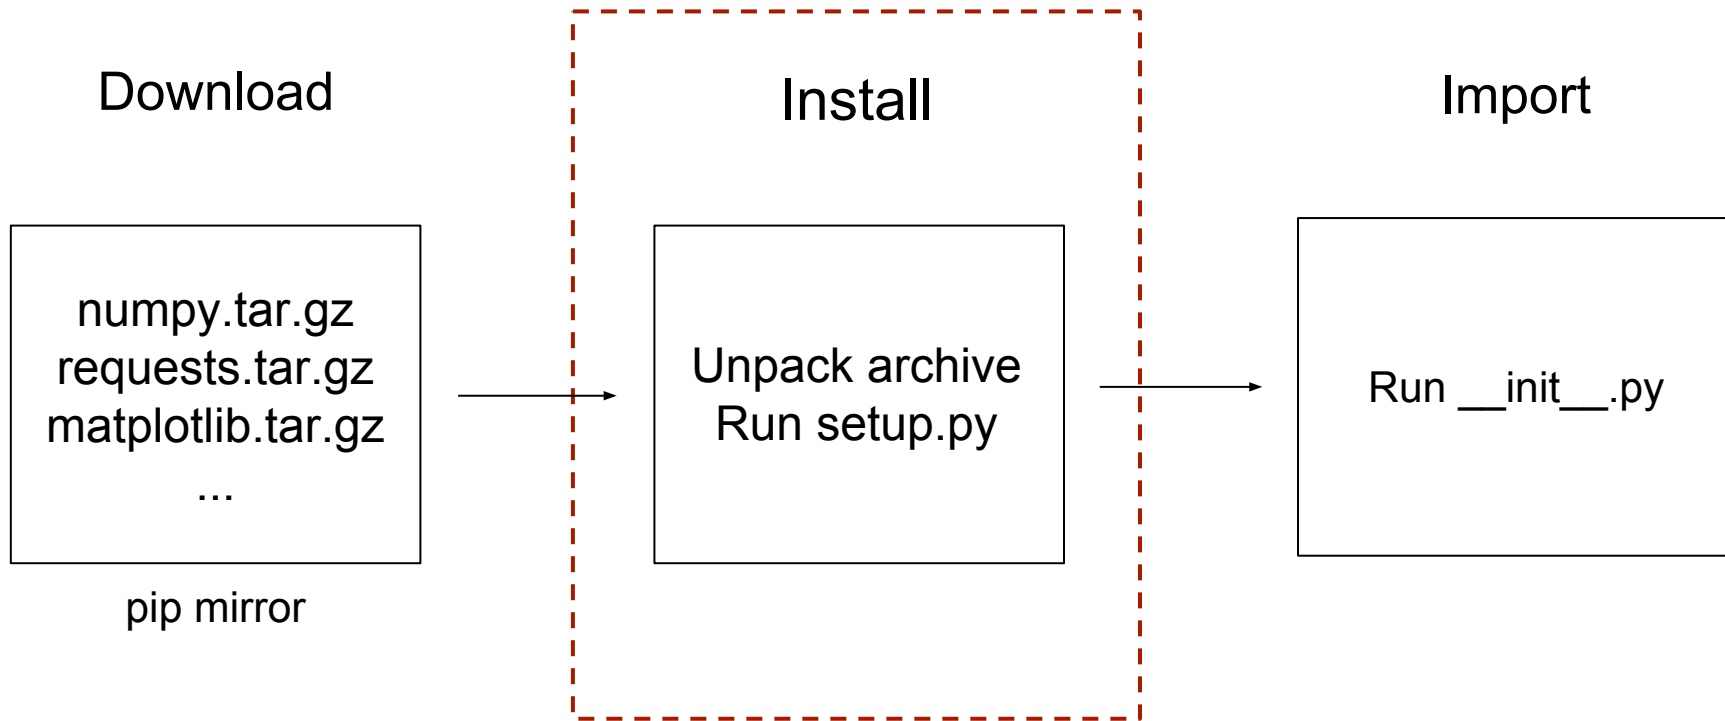 Download
numpy.tar.gz
requests.tar.gz
matplotlib.tar.gz
...
pip mirror
Install
Unpack archive
Run setup.py
Import
Run __init__.py